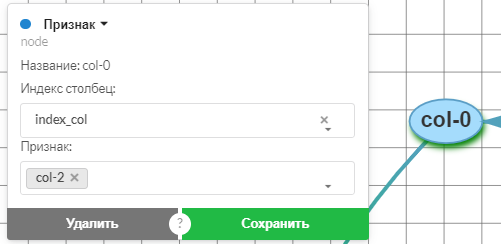 Признак
node
Название: col-0
Индекс столбец:
index_col ×
Признак:
col-2 ×
Удалить ? Сохранить
col-0